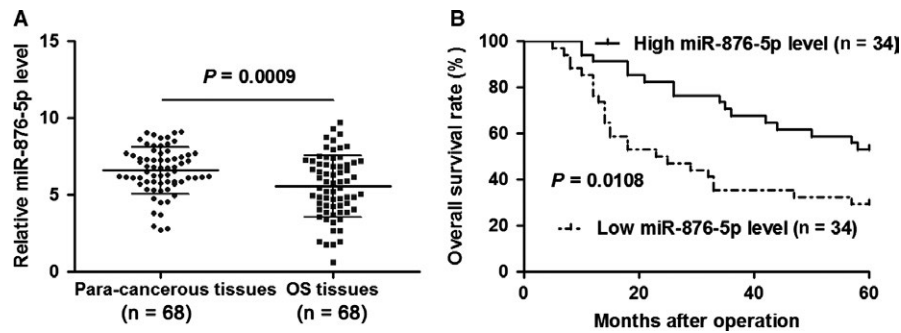 A
Relative miR-876-5p level
15
10
5
0
P = 0.0009
Para-cancerous tissues
(n = 68)
OS tissues
(n = 68)
B
Overall survival rate (%)
100
80
60
40
20
0
High miR-876-5p level (n = 34)
P = 0.0108
Low miR-876-5p level (n = 34)
0
20
40
60
Months after operation